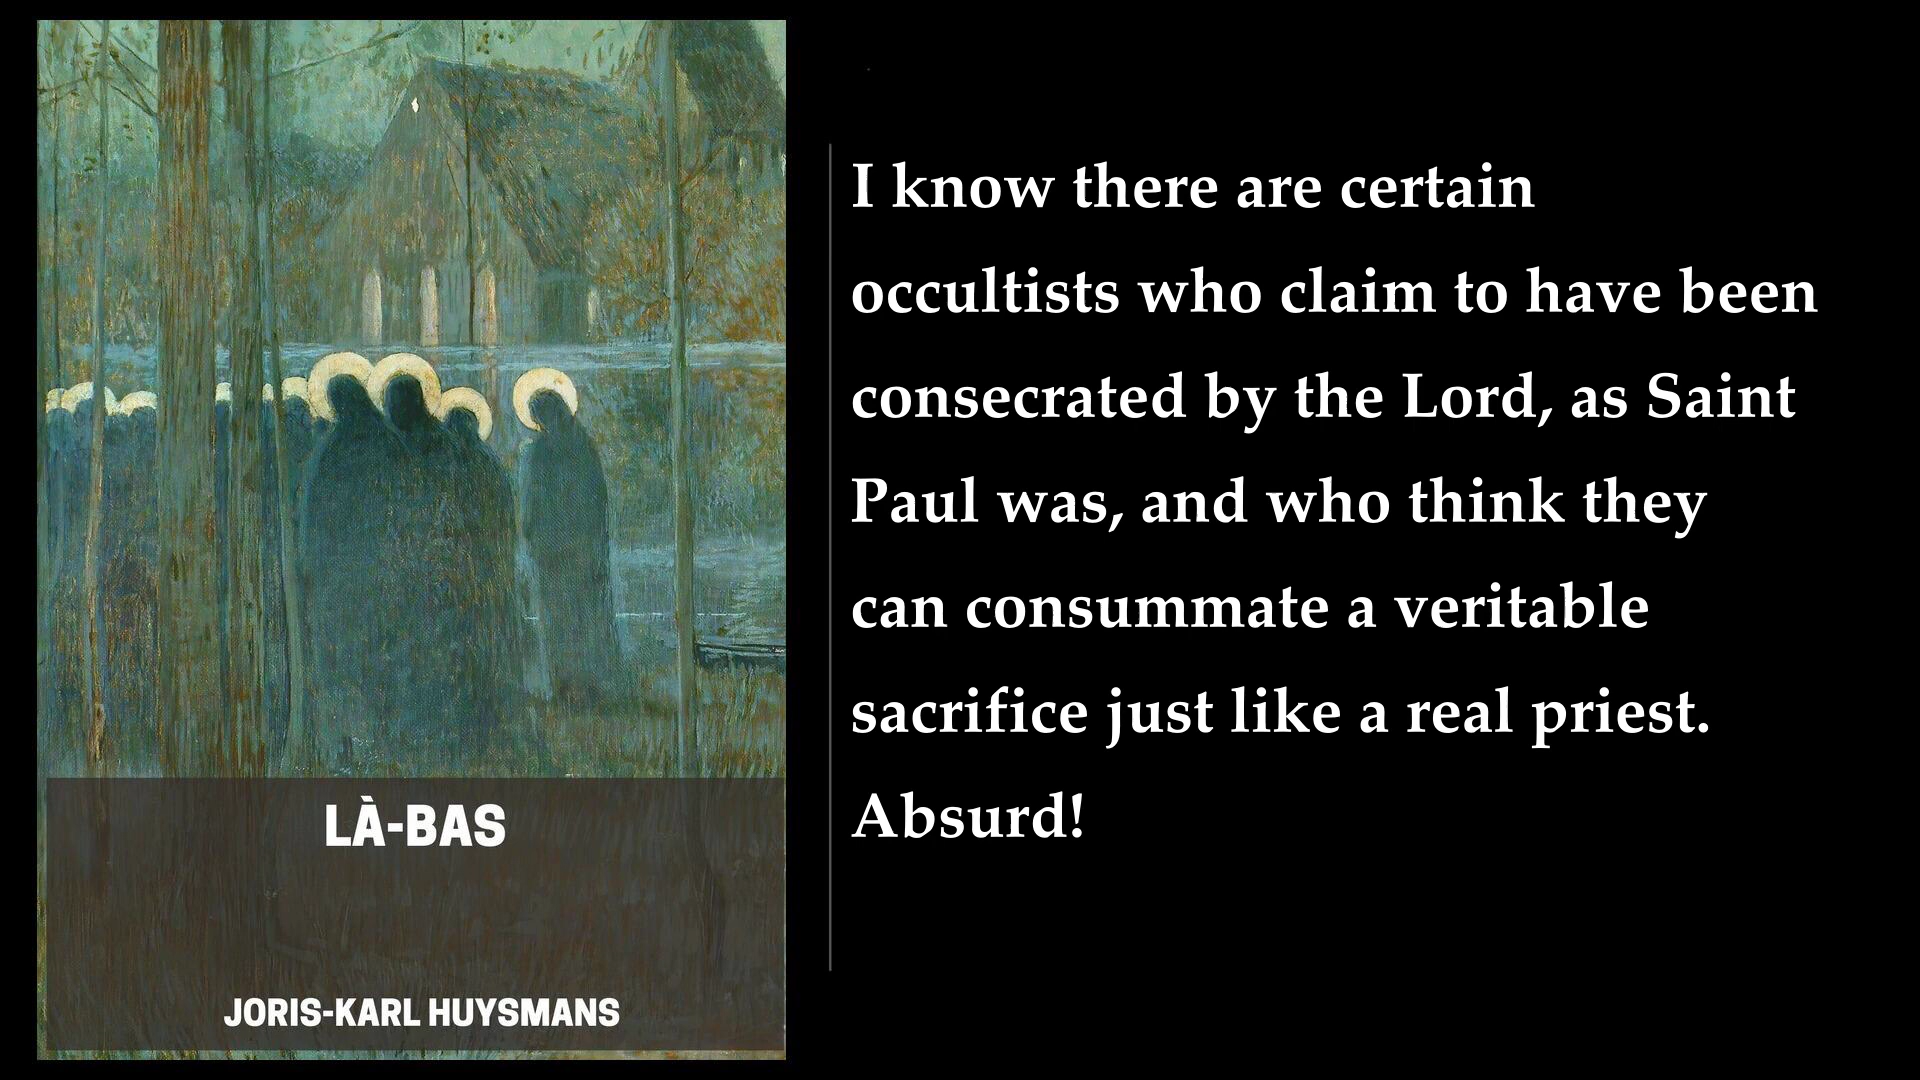 LÀ-BAS
JORIS-KARL HUYSMANS
I know there are certain
occultists who claim to have been
consecrated by the Lord, as Saint
Paul was, and who think they
can consummate a veritable
sacrifice just like a real priest.
Absurd!